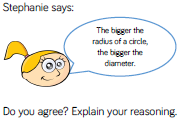 Stephanie says:
The bigger the
radius of a circle,
the bigger the
diameter.
Do you agree? Explain your reasoning.